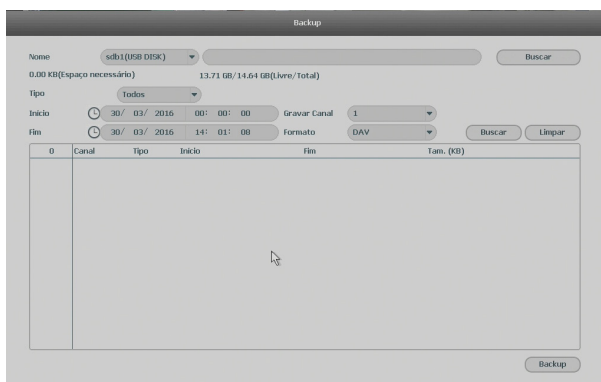 Backup
Nome sdb1(USB DISK) Buscar
0.00 KB(Espaço necessário) 13.71 GB/14.64 GB(Livre/Total)
Tipo Todos
Início 30/ 03/ 2016 00: 00: 00 Gravar Canal 1
Fim 30/ 03/ 2016 14: 01: 08 Formato DAV Buscar Limpar
0 Canal Tipo Início Fim Tam. (KB)
Backup